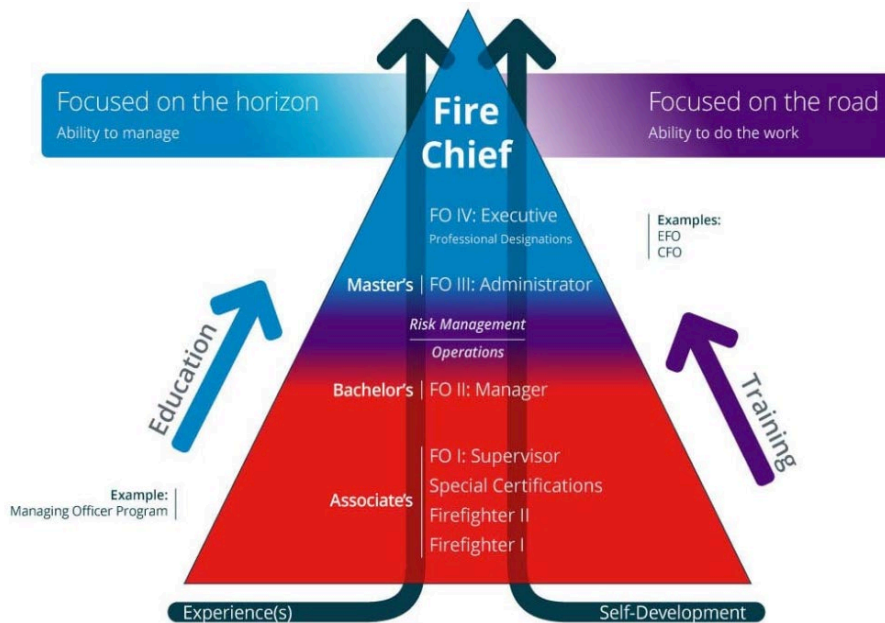 Focused on the horizon
Ability to manage
Focused on the road
Ability to do the work
Fire
Chief
FO IV: Executive
Professional Designations
Examples:
EFO
CFO
Master's | FO III: Administrator
Risk Management
Operations
Education
Training
Bachelor's | FO II: Manager
FO I: Supervisor
Special Certifications
Associate's
Firefighter II
Firefighter I
Example:
Managing Officer Program
Experience(s)
Self-Development